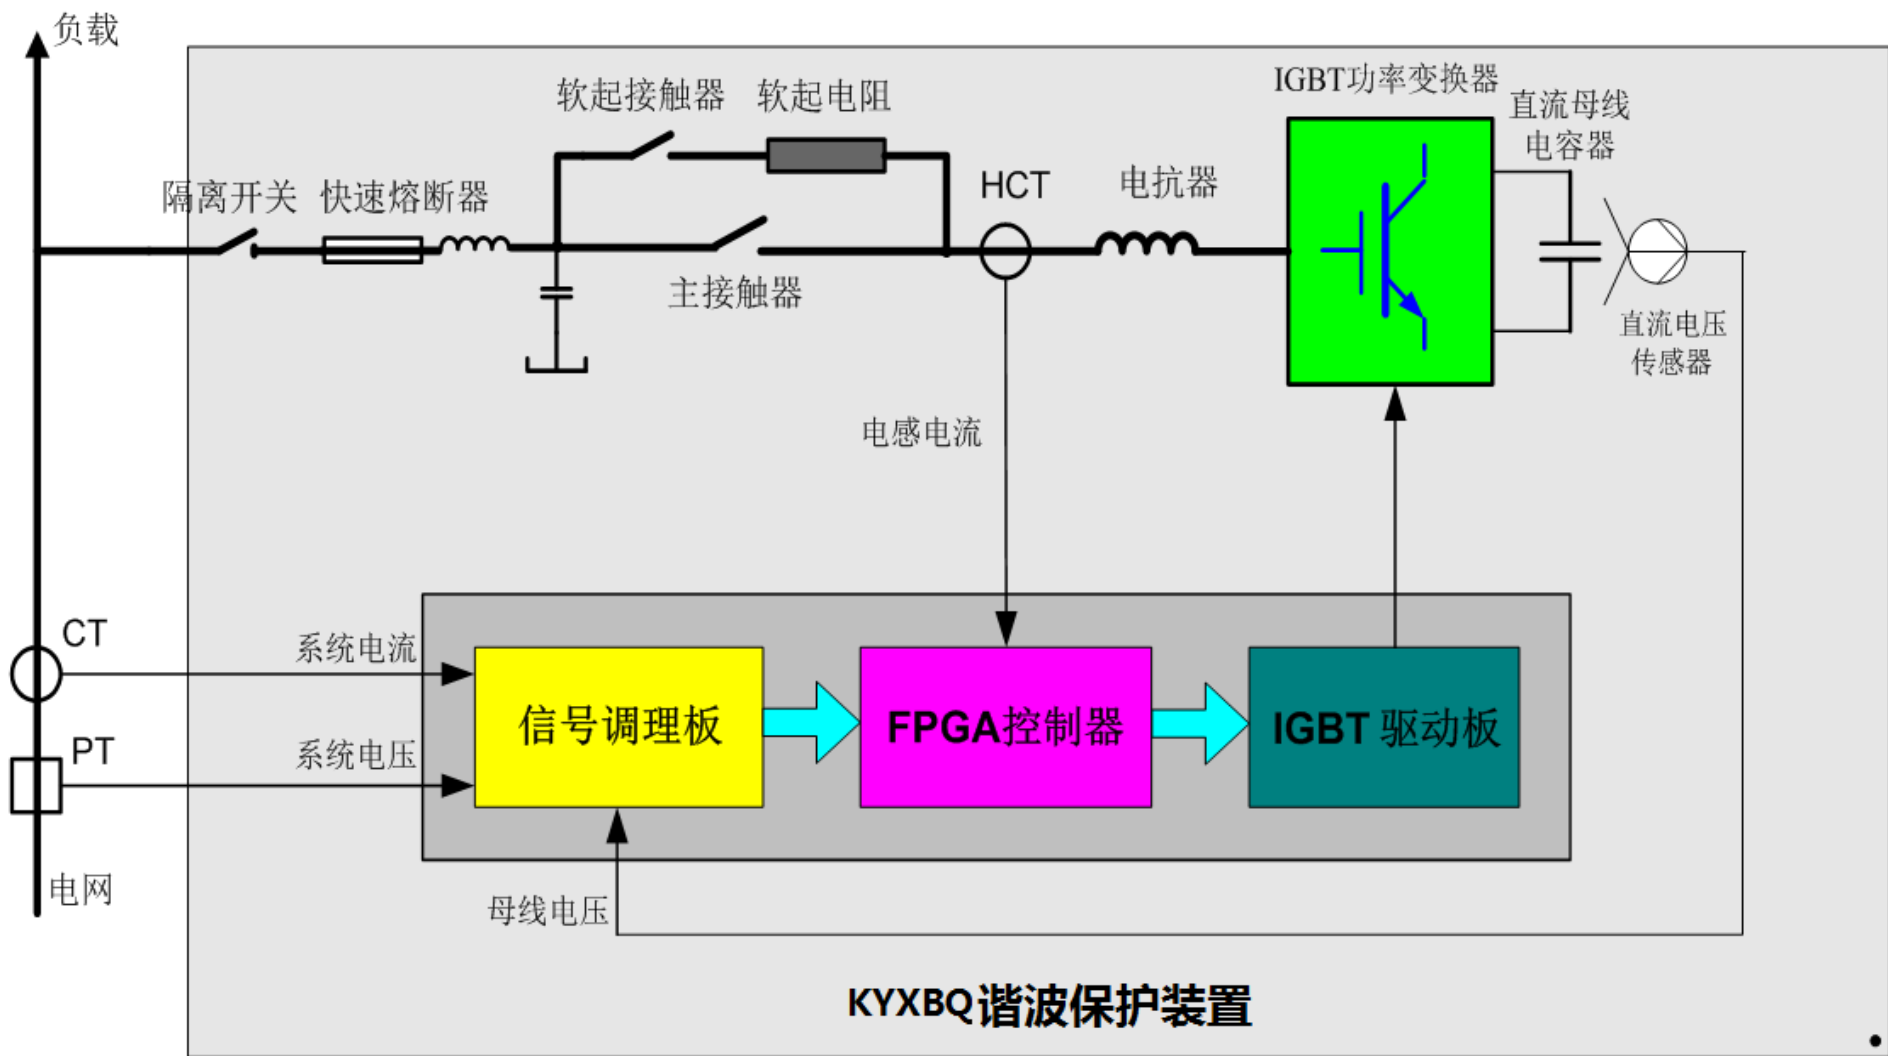 负载
IGBT功率变换器
软起接触器
软起电阻
直流母线
电容器
隔离开关
快速熔断器
HCT
电抗器
主接触器
直流电压
传感器
电感电流
CT
系统电流
信号调理板
FPGA控制器
IGBT 驱动板
PT
系统电压
电网
母线电压
KYXBQ谐波保护装置